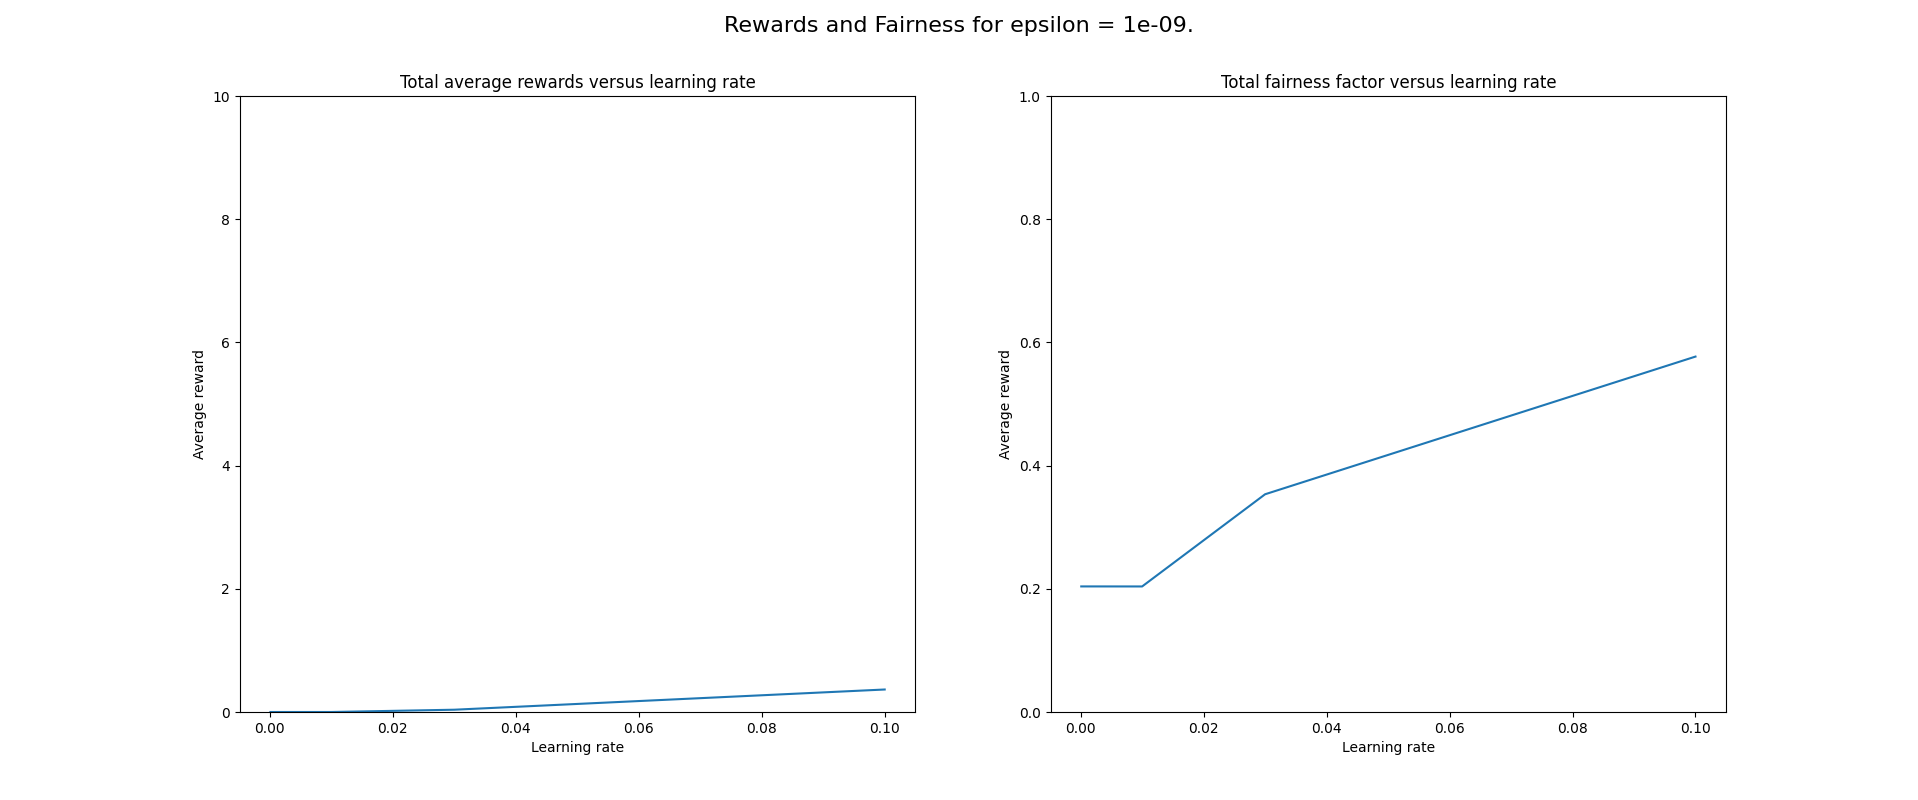 Rewards and Fairness for epsilon = 1e-09.
Total average rewards versus learning rate
10
8
6
4
2
0
Average reward
0.00 0.02 0.04 0.06 0.08 0.10
Learning rate
Total fairness factor versus learning rate
1.0
0.8
0.6
0.4
0.2
0.0
Average reward
0.00 0.02 0.04 0.06 0.08 0.10
Learning rate